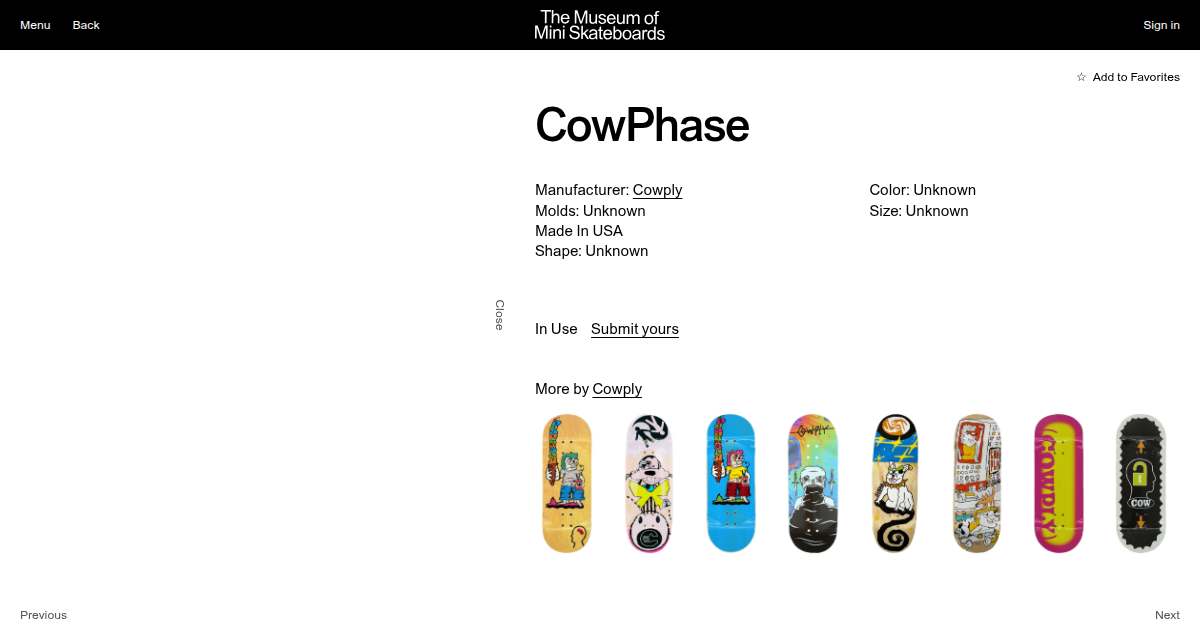 Menu
Back
The Museum of
Mini Skateboards
Sign in
☆ Add to Favorites
CowPhase
Manufacturer: Cowply
Molds: Unknown
Made In USA
Shape: Unknown
Color: Unknown
Size: Unknown
Close
In Use
Submit yours
More by Cowply
COWPLY
COWPLY
COW
Previous
Next